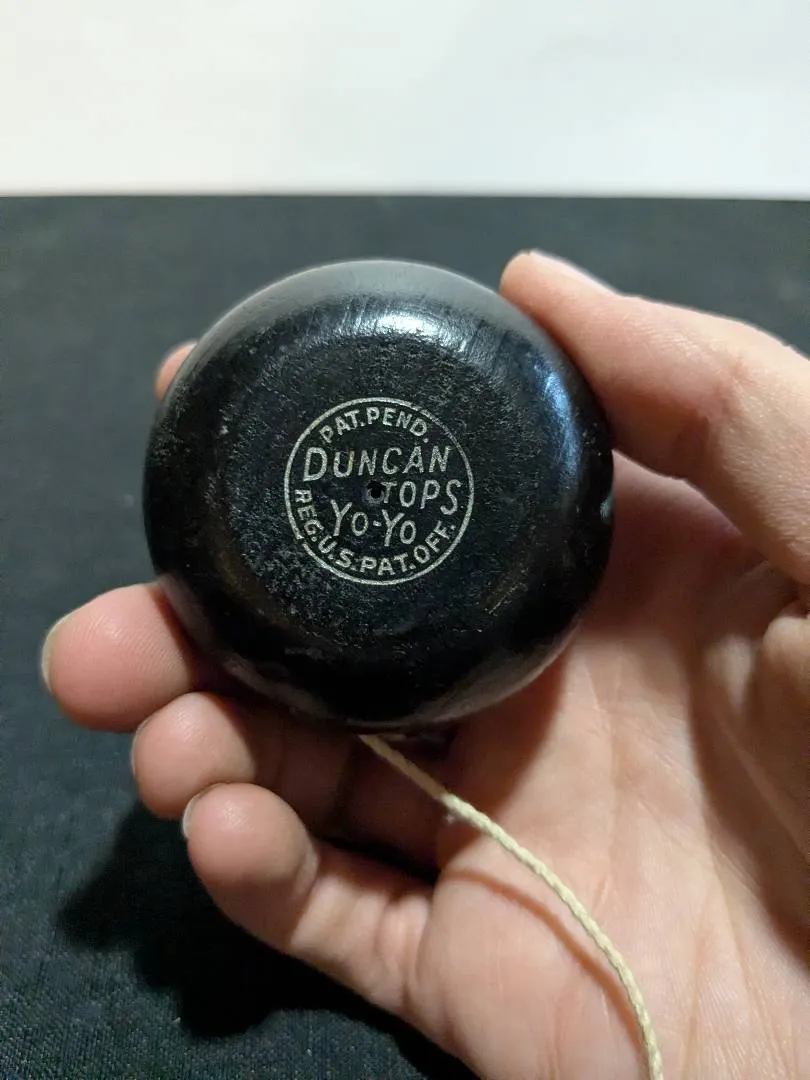 PAT.PEND.
DUNCAN
TOPS
YO-YO
REG.U.S.PAT.OFF.